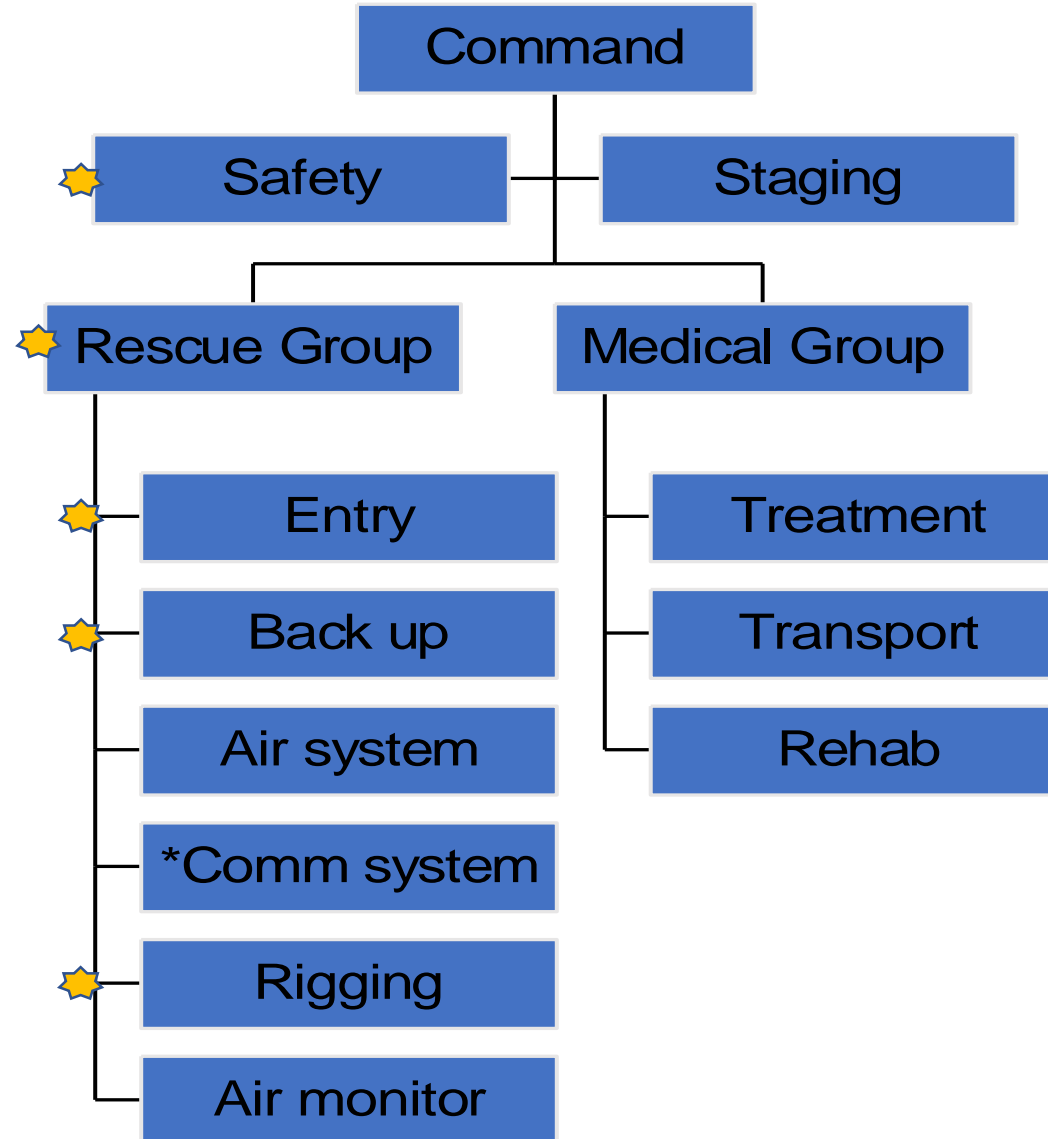 Command
Safety
Staging
Rescue Group
Medical Group
Entry
Treatment
Back up
Transport
Air system
Rehab
*Comm system
Rigging
Air monitor